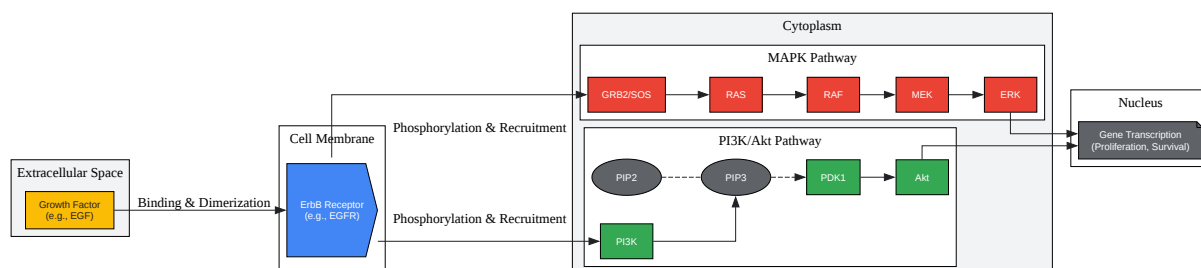 Extracellular Space
Growth Factor
(e.g., EGF)
Binding & Dimerization
Cell Membrane
ErbB Receptor
(e.g., EGFR)
Phosphorylation & Recruitment
Phosphorylation & Recruitment
Cytoplasm
MAPK Pathway
GRB2/SOS
RAS
RAF
MEK
ERK
PI3K/Akt Pathway
PIP2
PIP3
PDK1
Akt
PI3K
Nucleus
Gene Transcription
(Proliferation, Survival)